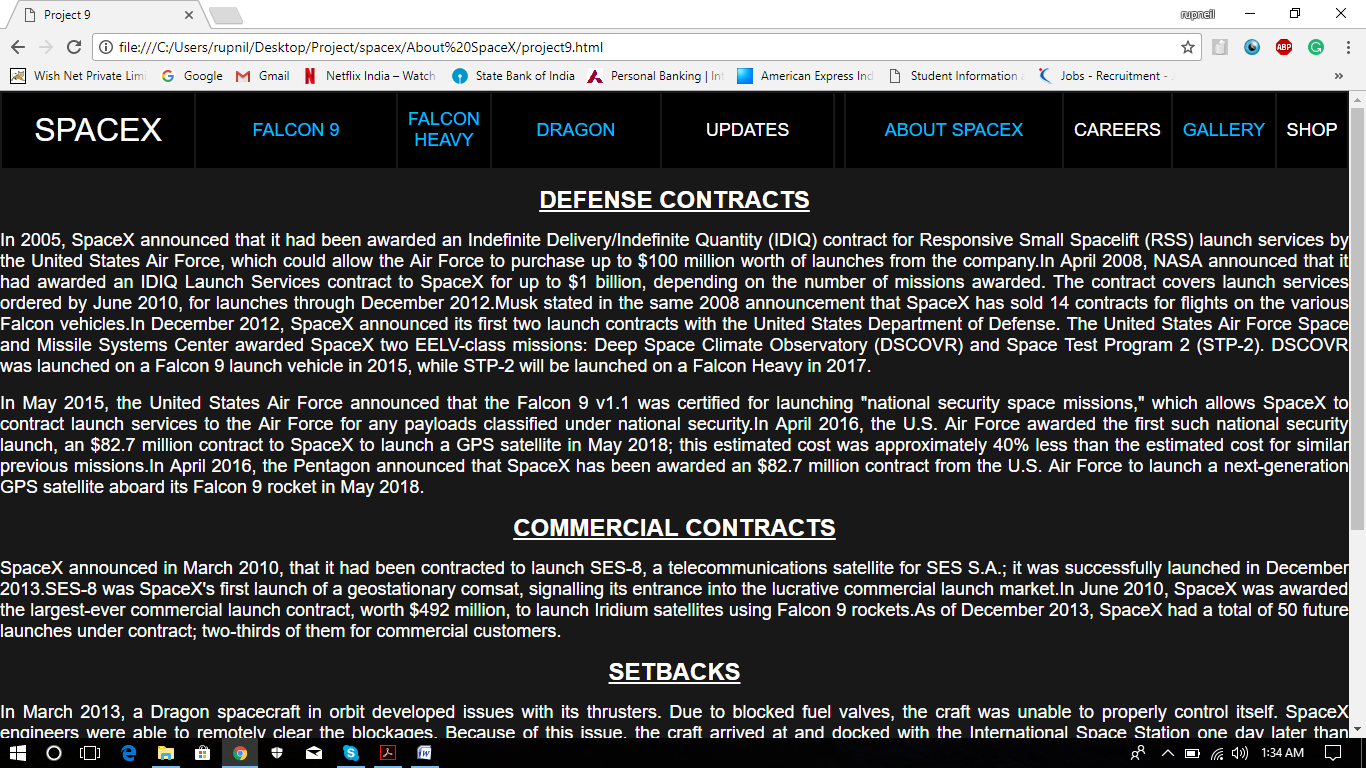 Project 9
rupneil
file:///C:/Users/rupnil/Desktop/Project/spacex/About%20SpaceX/project9.html
ABP
Wish Net Private Limi Google Gmail Netflix India – Watch State Bank of India Personal Banking | Int American Express Ind Student Information Jobs - Recruitment - »
SPACEX FALCON 9 FALCON HEAVY DRAGON UPDATES ABOUT SPACEX CAREERS GALLERY SHOP
DEFENSE CONTRACTS
In 2005, SpaceX announced that it had been awarded an Indefinite Delivery/Indefinite Quantity (IDIQ) contract for Responsive Small Spacelift (RSS) launch services by
the United States Air Force, which could allow the Air Force to purchase up to $100 million worth of launches from the company.In April 2008, NASA announced that it
had awarded an IDIQ Launch Services contract to SpaceX for up to $1 billion, depending on the number of missions awarded. The contract covers launch services
ordered by June 2010, for launches through December 2012.Musk stated in the same 2008 announcement that SpaceX has sold 14 contracts for flights on the various
Falcon vehicles.In December 2012, SpaceX announced its first two launch contracts with the United States Department of Defense. The United States Air Force Space
and Missile Systems Center awarded SpaceX two EELV-class missions: Deep Space Climate Observatory (DSCOVR) and Space Test Program 2 (STP-2). DSCOVR
was launched on a Falcon 9 launch vehicle in 2015, while STP-2 will be launched on a Falcon Heavy in 2017.
In May 2015, the United States Air Force announced that the Falcon 9 v1.1 was certified for launching "national security space missions," which allows SpaceX to
contract launch services to the Air Force for any payloads classified under national security.In April 2016, the U.S. Air Force awarded the first such national security
launch, an $82.7 million contract to SpaceX to launch a GPS satellite in May 2018; this estimated cost was approximately 40% less than the estimated cost for similar
previous missions.In April 2016, the Pentagon announced that SpaceX has been awarded an $82.7 million contract from the U.S. Air Force to launch a next-generation
GPS satellite aboard its Falcon 9 rocket in May 2018.
COMMERCIAL CONTRACTS
SpaceX announced in March 2010, that it had been contracted to launch SES-8, a telecommunications satellite for SES S.A.; it was successfully launched in December
2013.SES-8 was SpaceX's first launch of a geostationary comsat, signalling its entrance into the lucrative commercial launch market.In June 2010, SpaceX was awarded
the largest-ever commercial launch contract, worth $492 million, to launch Iridium satellites using Falcon 9 rockets.As of December 2013, SpaceX had a total of 50 future
launches under contract; two-thirds of them for commercial customers.
SETBACKS
In March 2013, a Dragon spacecraft in orbit developed issues with its thrusters. Due to blocked fuel valves, the craft was unable to properly control itself. SpaceX
engineers were able to remotely clear the blockages. Because of this issue, the craft arrived at and docked with the International Space Station one day later than
1:34 AM